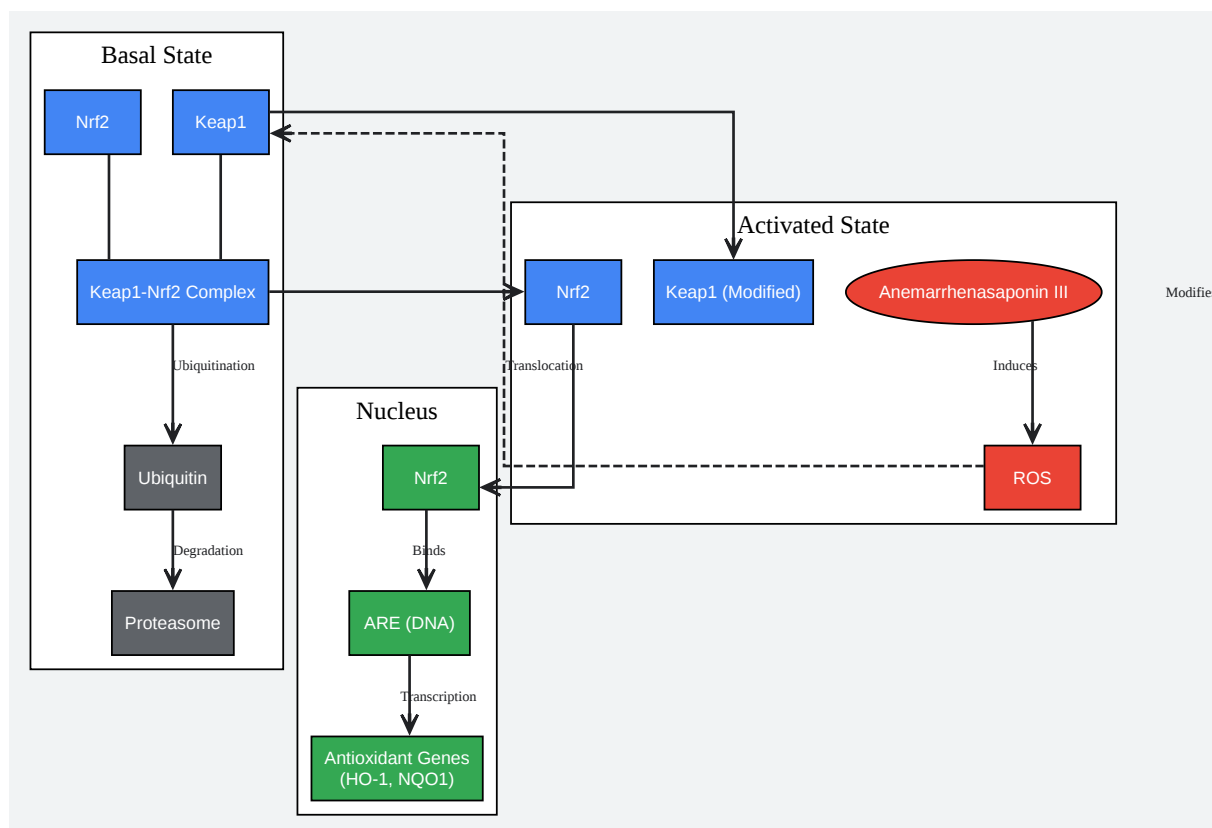 Basal State
Nrf2
Keap1
Keap1-Nrf2 Complex
Ubiquitination
Ubiquitin
Degradation
Proteasome
Activated State
Nrf2
Keap1 (Modified)
Anemarrhenasaponin III
Modifie
Translocation
Induces
ROS
Nucleus
Nrf2
Binds
ARE (DNA)
Transcription
Antioxidant Genes
(HO-1, NQO1)